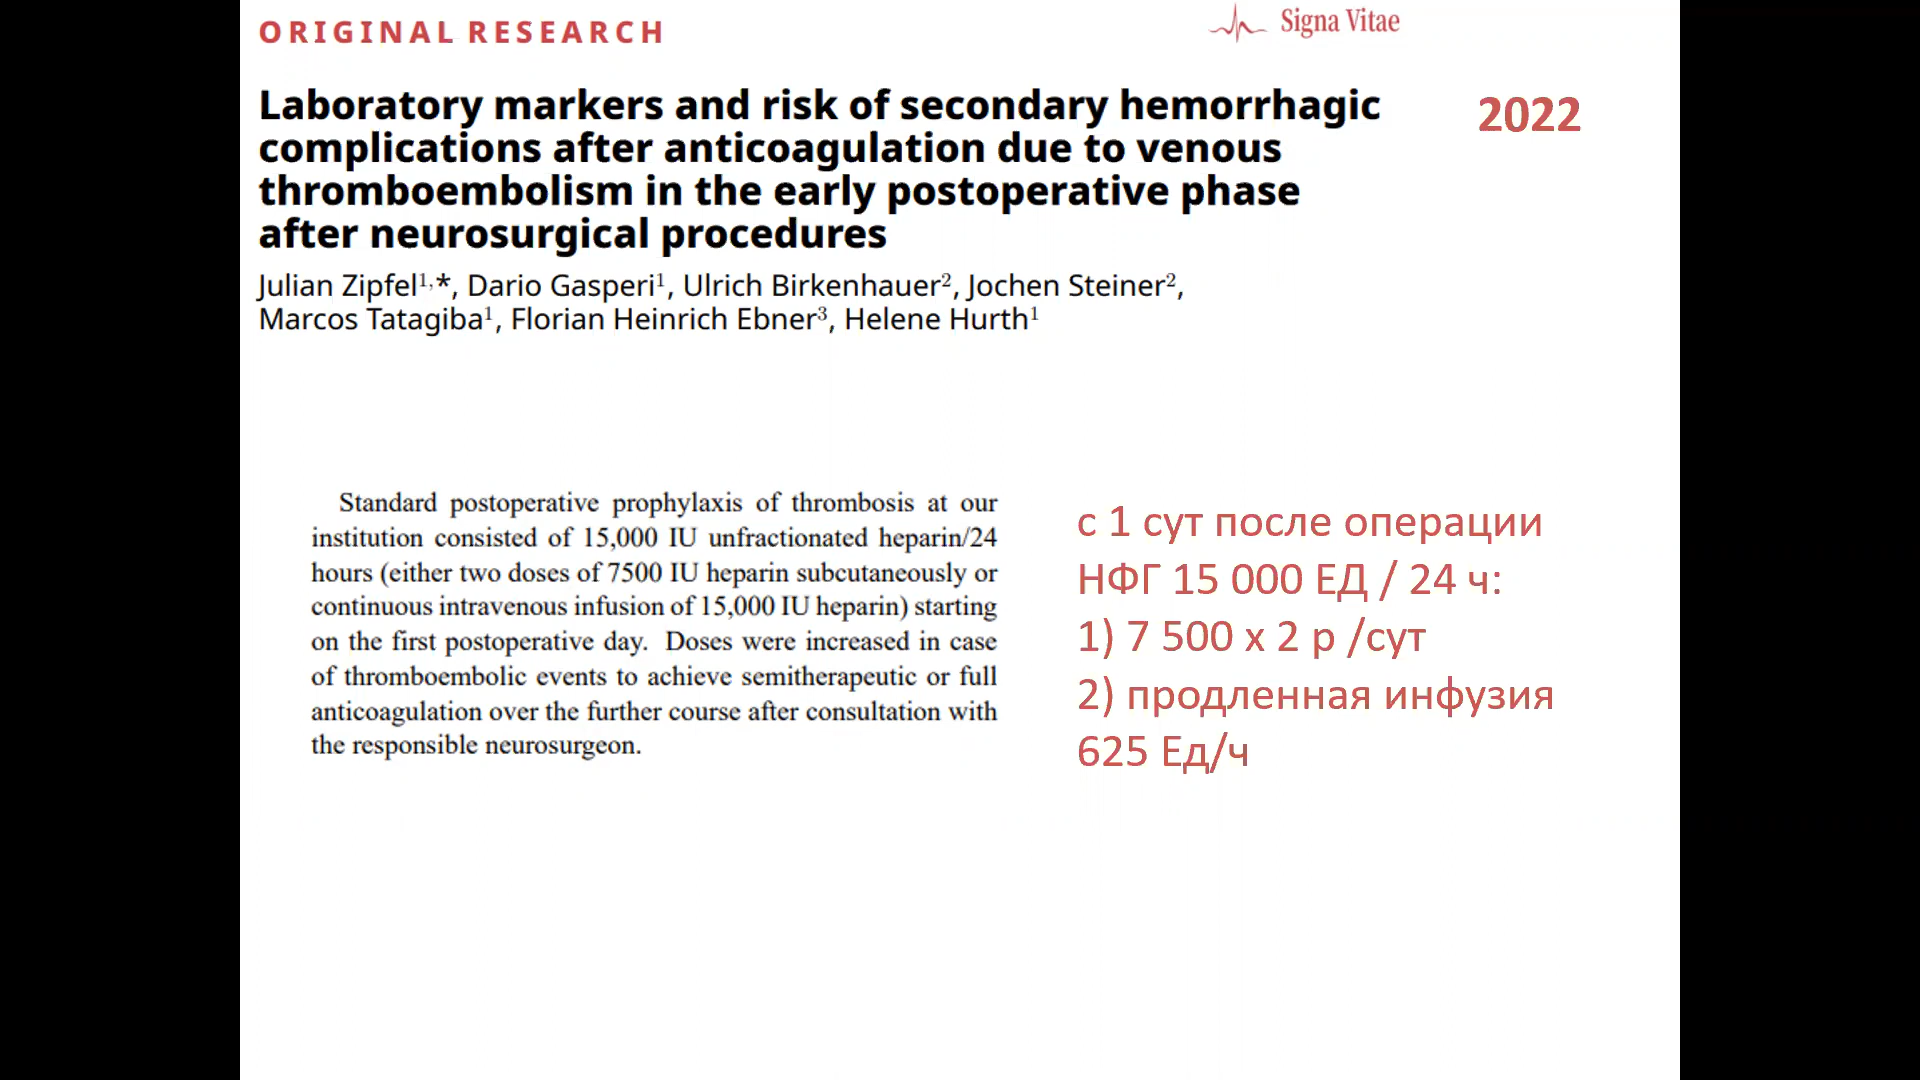 ORIGINAL RESEARCH
Signa Vitae
Laboratory markers and risk of secondary hemorrhagic
complications after anticoagulation due to venous
thromboembolism in the early postoperative phase
after neurosurgical procedures
2022
Julian Zipfel1,*, Dario Gasperi1, Ulrich Birkenhauer2, Jochen Steiner2,
Marcos Tatagiba1, Florian Heinrich Ebner3, Helene Hurth1
Standard postoperative prophylaxis of thrombosis at our
institution consisted of 15,000 IU unfractionated heparin/24
hours (either two doses of 7500 IU heparin subcutaneously or
continuous intravenous infusion of 15,000 IU heparin) starting
on the first postoperative day. Doses were increased in case
of thromboembolic events to achieve semitherapeutic or full
anticoagulation over the further course after consultation with
the responsible neurosurgeon.
с 1 сут после операции
НФГ 15 000 ЕД / 24 ч:
1) 7 500 х 2 р /сут
2) продленная инфузия
625 Ед/ч